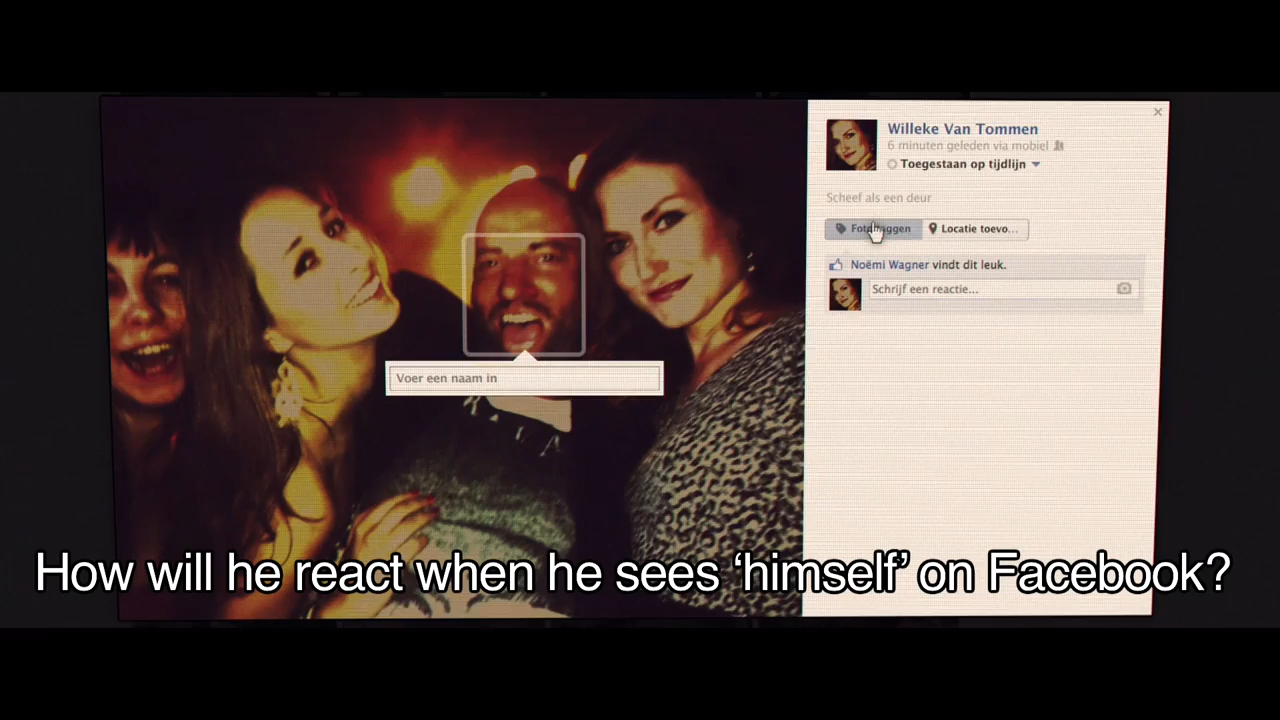 Willeke Van Tommen
6 minuten geleden via mobiel
Toegestaan op tijdlijn
Scheef als een deur
Fototaggen
Locatie toevo...
Noëmi Wagner vindt dit leuk.
Schrijf een reactie...
Voer een naam in
How will he react when he sees ‘himself’ on Facebook?